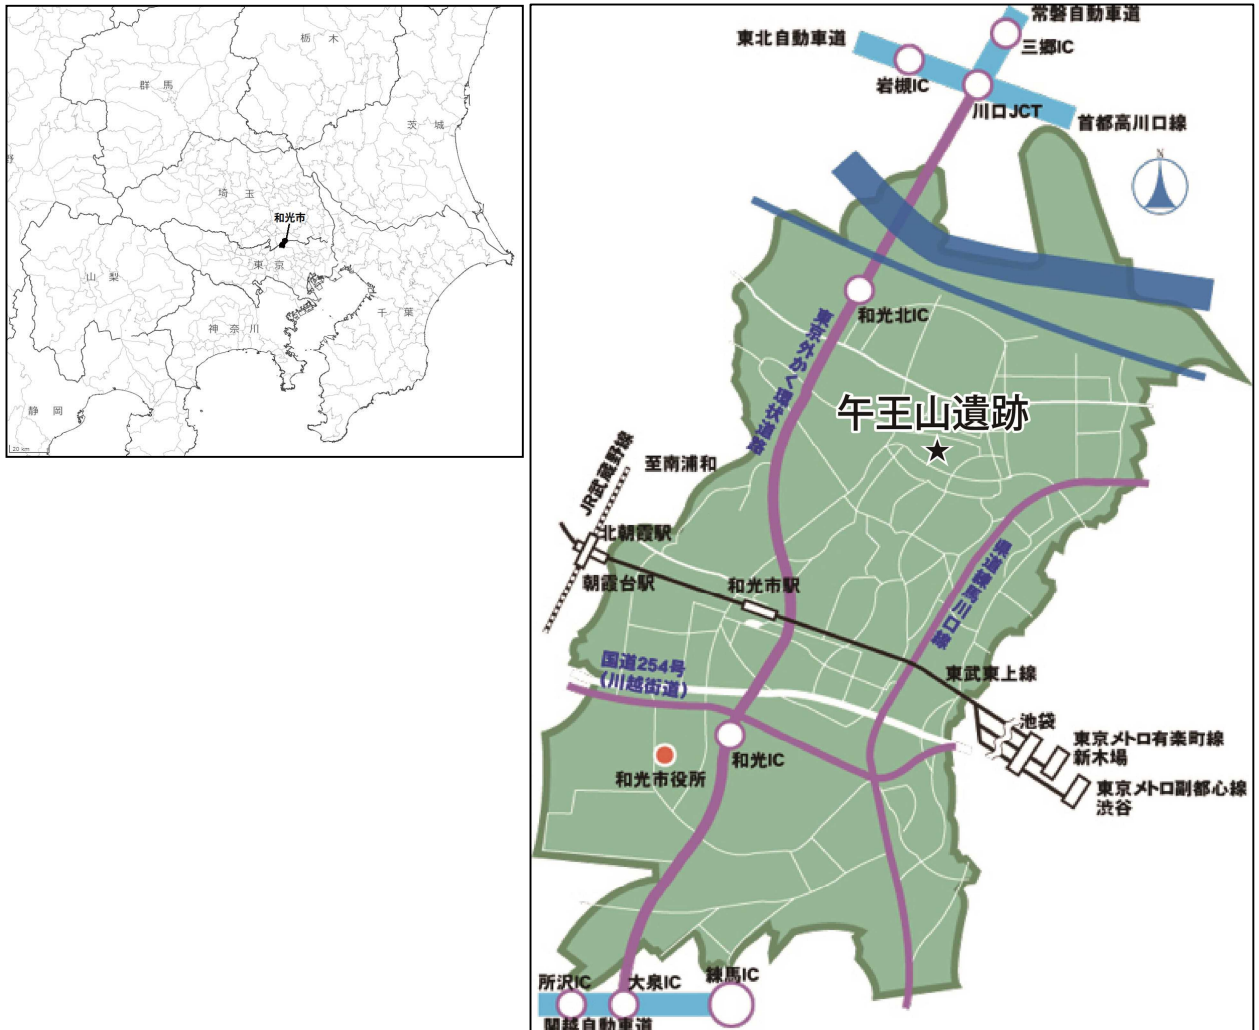 栃木
群馬
茨城
野
埼玉
和光市
東京
山梨
千葉
神奈川
静岡
20 km
常磐自動車道
三郷IC
東北自動車道
岩槻IC
川口JCT
首都高川口線
N
和光北IC
東京外かく環状道路
午王山遺跡
★
JR武蔵野線
至南浦和
北朝霞駅
朝霞台駅
和光市駅
県道練馬川口線
国道254号
(川越街道)
東武東上線
池袋
東京メトロ有楽町線
新木場
東京メトロ副都心線
渋谷
和光IC
和光市役所
所沢IC
大泉IC
練馬IC
関越自動車道